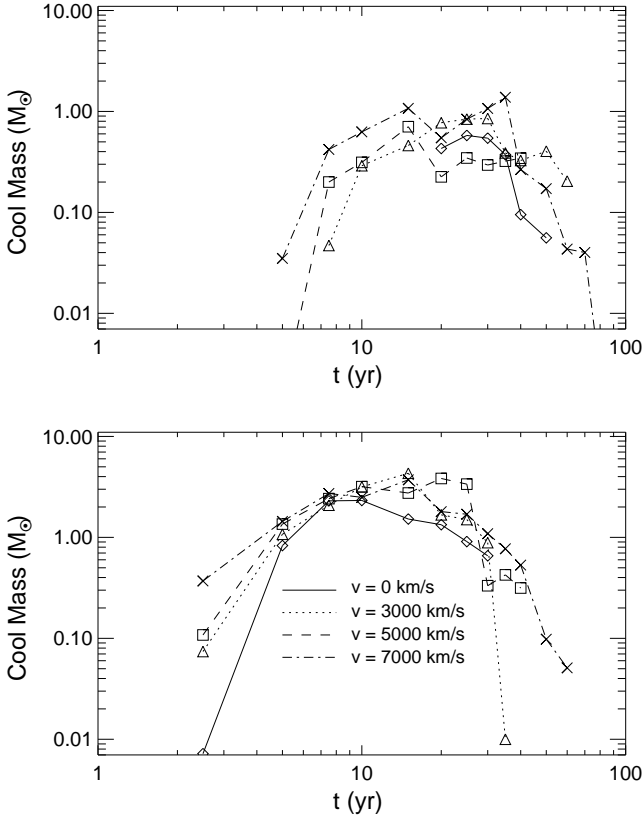 10.00
1.00
0.10
0.01
Cool Mass (M☉)
1
10
100
t (yr)
10.00
1.00
0.10
0.01
Cool Mass (M☉)
v = 0 km/s
v = 3000 km/s
v = 5000 km/s
v = 7000 km/s
1
10
100
t (yr)